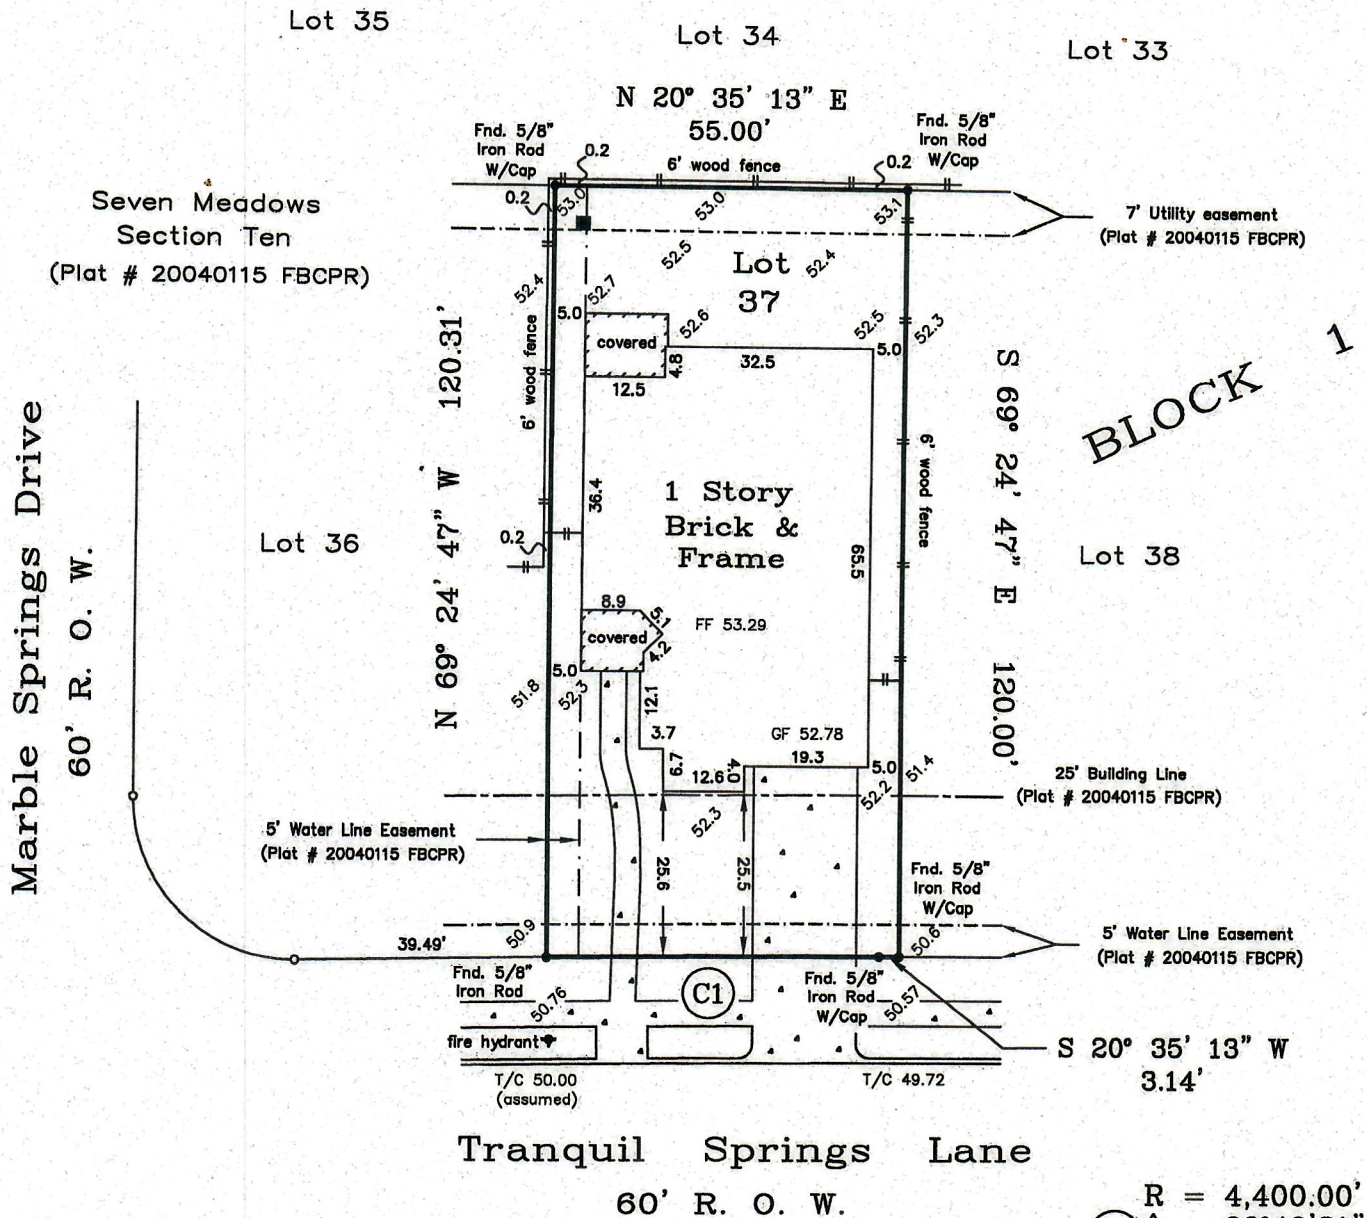 Lot 35
Lot 34
Lot 33
N 20° 35' 13" E
55.00'
Fnd. 5/8"
Iron Rod
W/Cap
0.2
6' wood fence
0.2
Fnd. 5/8"
Iron Rod
W/Cap
0.2
53.0
53.0
53.1
Seven Meadows
Section Ten
(Plat # 20040115 FBCPR)
7' Utility easement
(Plat # 20040115 FBCPR)
52.5
52.4
Lot
37
52.4
52.7
5.0
52.6
52.5
52.3
covered
4.8
32.5
5.0
12.5
6' wood fence
N 69° 24' 47" W 120.31'
S 69° 24' 47" E 120.00'
BLOCK 1
Marble Springs Drive
60' R. O. W.
36.4
1 Story
Brick &
Frame
6' wood fence
65.5
Lot 36
0.2
Lot 38
8.9
5.1
covered
4.2
FF 53.29
5.0
51.8
52.3
12.1
3.7
GF 52.78
6.7
12.6
4.0
19.3
5.0
51.4
52.2
25' Building Line
(Plat # 20040115 FBCPR)
52.3
5' Water Line Easement
(Plat # 20040115 FBCPR)
25.6
25.5
Fnd. 5/8"
Iron Rod
W/Cap
39.49'
50.9
50.6
5' Water Line Easement
(Plat # 20040115 FBCPR)
Fnd. 5/8"
Iron Rod
50.76
C1
Fnd. 5/8"
Iron Rod
W/Cap
50.57
fire hydrant
S 20° 35' 13" W
3.14'
T/C 50.00
(assumed)
T/C 49.72
Tranquil Springs Lane
60' R. O. W.
R = 4,400.00'